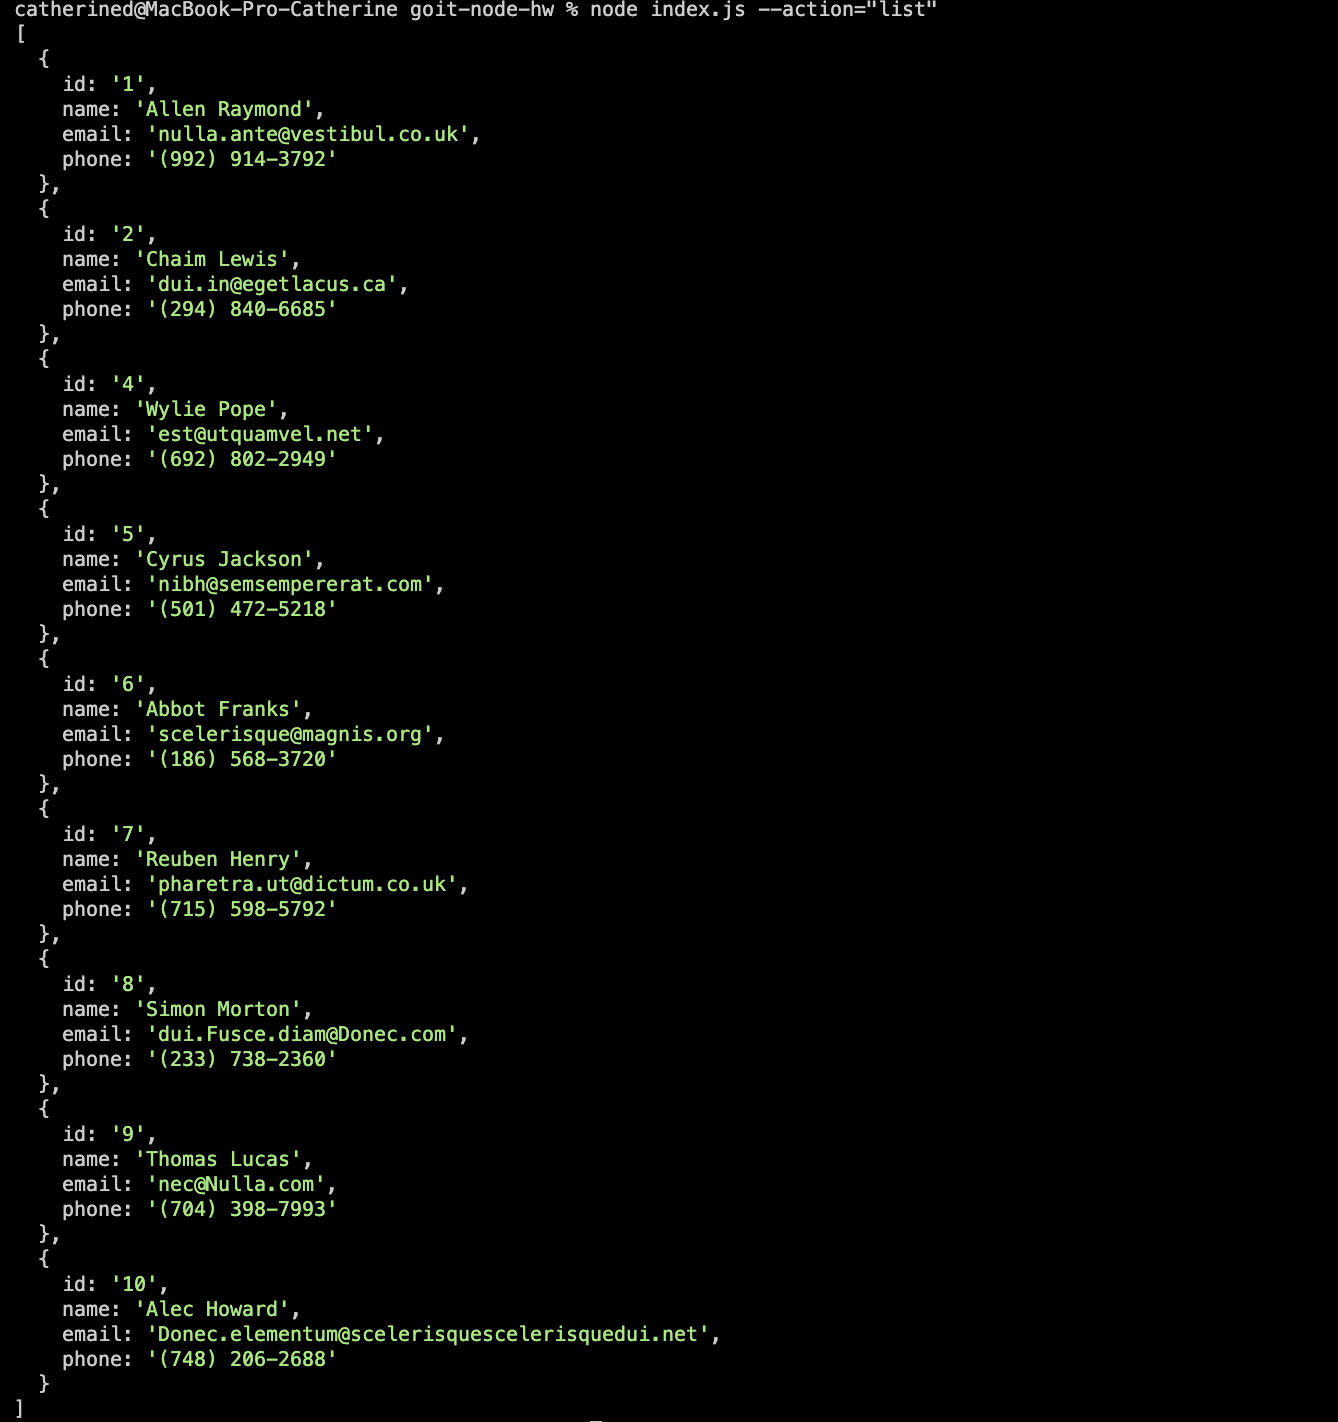 catherined@MacBook-Pro-Catherine goit-node-hw % node index.js --action="list"
[
  {
    id: '1',
    name: 'Allen Raymond',
    email: 'nulla.ante@vestibul.co.uk',
    phone: '(992) 914-3792'
  },
  {
    id: '2',
    name: 'Chaim Lewis',
    email: 'dui.in@egetlacus.ca',
    phone: '(294) 840-6685'
  },
  {
    id: '4',
    name: 'Wylie Pope',
    email: 'est@utquamvel.net',
    phone: '(692) 802-2949'
  },
  {
    id: '5',
    name: 'Cyrus Jackson',
    email: 'nibh@semsempererat.com',
    phone: '(501) 472-5218'
  },
  {
    id: '6',
    name: 'Abbot Franks',
    email: 'scelerisque@magnis.org',
    phone: '(186) 568-3720'
  },
  {
    id: '7',
    name: 'Reuben Henry',
    email: 'pharetra.ut@dictum.co.uk',
    phone: '(715) 598-5792'
  },
  {
    id: '8',
    name: 'Simon Morton',
    email: 'dui.Fusce.diam@Donec.com',
    phone: '(233) 738-2360'
  },
  {
    id: '9',
    name: 'Thomas Lucas',
    email: 'nec@Nulla.com',
    phone: '(704) 398-7993'
  },
  {
    id: '10',
    name: 'Alec Howard',
    email: 'Donec.elementum@scelerisquescelerisquedui.net',
    phone: '(748) 206-2688'
  }
]